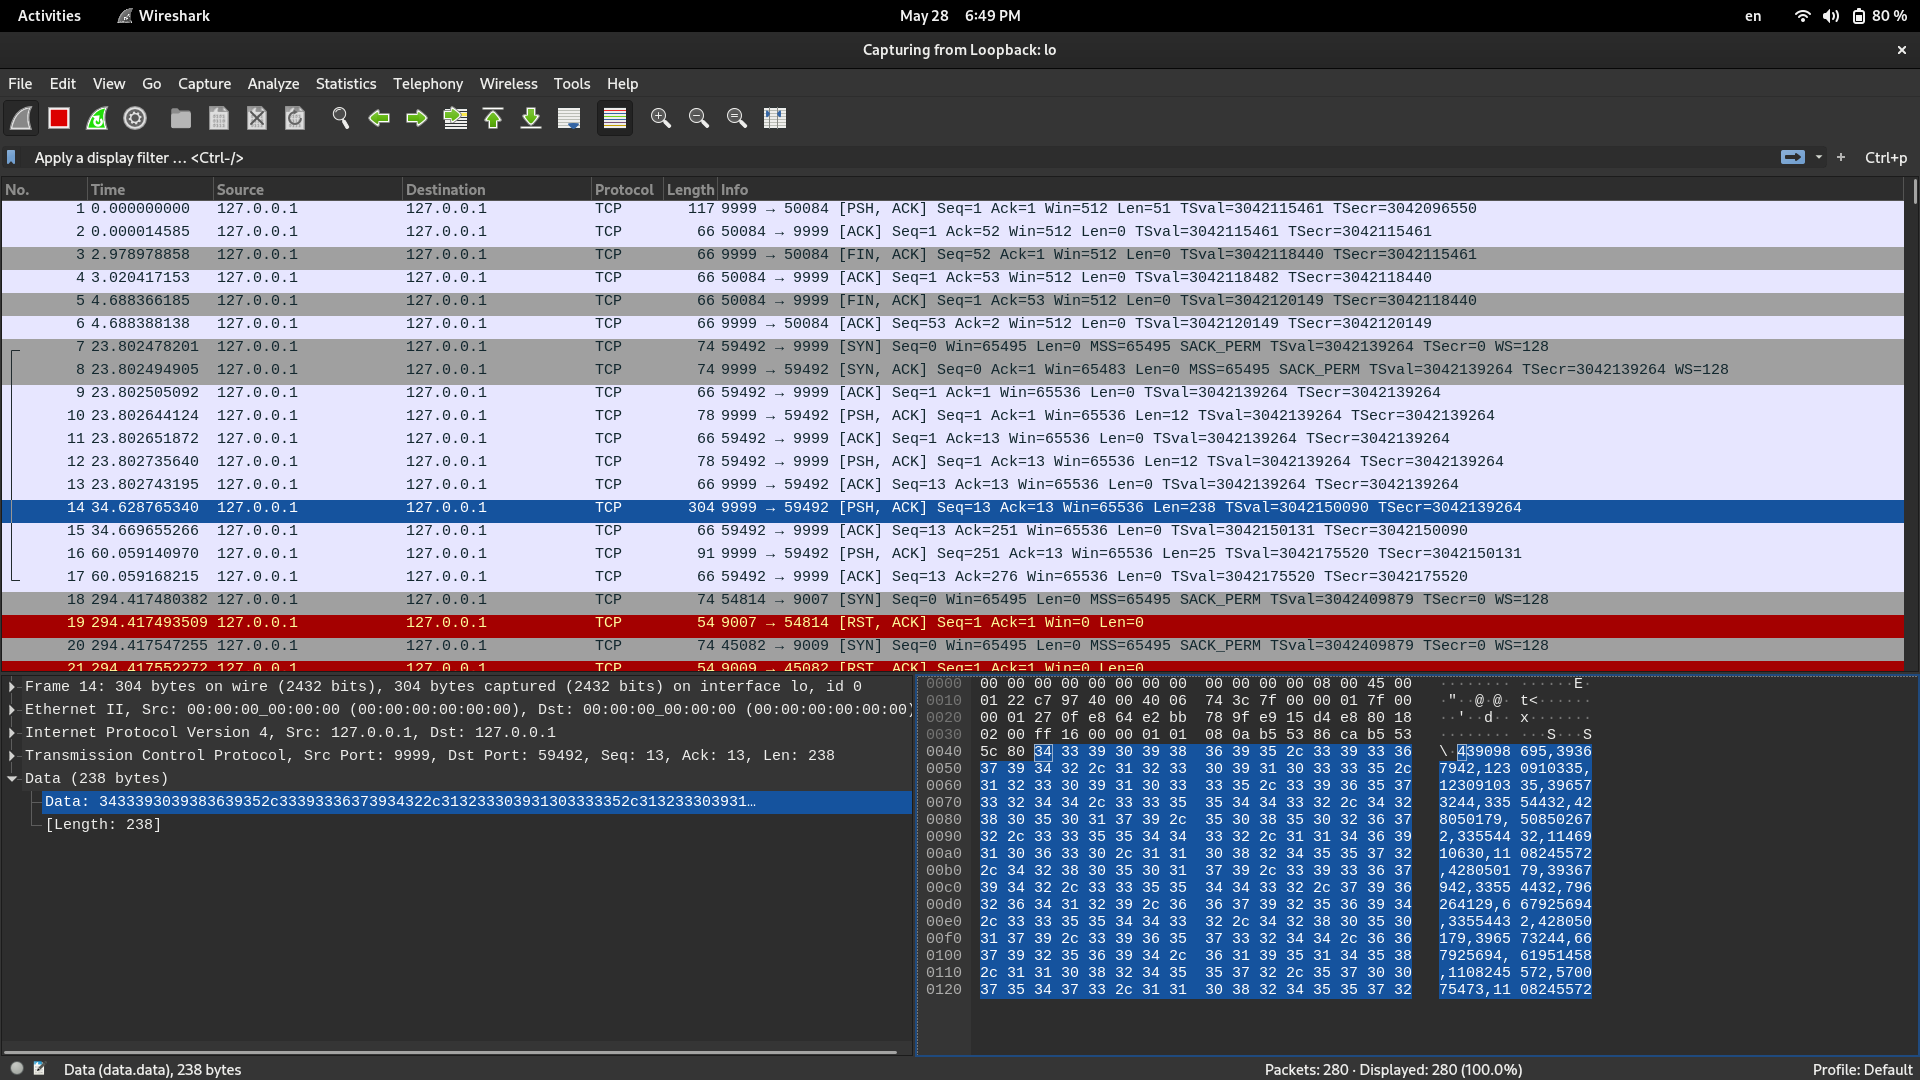 Activities Wireshark May 28 6:49 PM en 80 %
Capturing from Loopback: lo
File Edit View Go Capture Analyze Statistics Telephony Wireless Tools Help
Apply a display filter … <Ctrl-/> Ctrl+p
No. Time Source Destination Protocol Length Info
1 0.000000000 127.0.0.1 127.0.0.1 TCP 117 9999 → 50084 [PSH, ACK] Seq=1 Ack=1 Win=512 Len=51 TSval=3042115461 TSecr=3042096550
2 0.000014585 127.0.0.1 127.0.0.1 TCP 66 50084 → 9999 [ACK] Seq=1 Ack=52 Win=512 Len=0 TSval=3042115461 TSecr=3042115461
3 2.978978858 127.0.0.1 127.0.0.1 TCP 66 9999 → 50084 [FIN, ACK] Seq=52 Ack=1 Win=512 Len=0 TSval=3042118440 TSecr=3042115461
4 3.020417153 127.0.0.1 127.0.0.1 TCP 66 50084 → 9999 [ACK] Seq=1 Ack=53 Win=512 Len=0 TSval=3042118482 TSecr=3042118440
5 4.688366185 127.0.0.1 127.0.0.1 TCP 66 50084 → 9999 [FIN, ACK] Seq=1 Ack=53 Win=512 Len=0 TSval=3042120149 TSecr=3042118440
6 4.688388138 127.0.0.1 127.0.0.1 TCP 66 9999 → 50084 [ACK] Seq=53 Ack=2 Win=512 Len=0 TSval=3042120149 TSecr=3042120149
7 23.802478201 127.0.0.1 127.0.0.1 TCP 74 59492 → 9999 [SYN] Seq=0 Win=65495 Len=0 MSS=65495 SACK_PERM TSval=3042139264 TSecr=0 WS=128
8 23.802494905 127.0.0.1 127.0.0.1 TCP 74 9999 → 59492 [SYN, ACK] Seq=0 Ack=1 Win=65483 Len=0 MSS=65495 SACK_PERM TSval=3042139264 TSecr=3042139264 WS=128
9 23.802505092 127.0.0.1 127.0.0.1 TCP 66 59492 → 9999 [ACK] Seq=1 Ack=1 Win=65536 Len=0 TSval=3042139264 TSecr=3042139264
10 23.802644124 127.0.0.1 127.0.0.1 TCP 78 9999 → 59492 [PSH, ACK] Seq=1 Ack=1 Win=65536 Len=12 TSval=3042139264 TSecr=3042139264
11 23.802651872 127.0.0.1 127.0.0.1 TCP 66 59492 → 9999 [ACK] Seq=1 Ack=13 Win=65536 Len=0 TSval=3042139264 TSecr=3042139264
12 23.802735640 127.0.0.1 127.0.0.1 TCP 78 59492 → 9999 [PSH, ACK] Seq=1 Ack=13 Win=65536 Len=12 TSval=3042139264 TSecr=3042139264
13 23.802743195 127.0.0.1 127.0.0.1 TCP 66 9999 → 59492 [ACK] Seq=13 Ack=13 Win=65536 Len=0 TSval=3042139264 TSecr=3042139264
14 34.628765340 127.0.0.1 127.0.0.1 TCP 304 9999 → 59492 [PSH, ACK] Seq=13 Ack=13 Win=65536 Len=238 TSval=3042150090 TSecr=3042139264
15 34.669655266 127.0.0.1 127.0.0.1 TCP 66 59492 → 9999 [ACK] Seq=13 Ack=251 Win=65536 Len=0 TSval=3042150131 TSecr=3042150090
16 60.059140970 127.0.0.1 127.0.0.1 TCP 91 9999 → 59492 [PSH, ACK] Seq=251 Ack=13 Win=65536 Len=25 TSval=3042175520 TSecr=3042150131
17 60.059168215 127.0.0.1 127.0.0.1 TCP 66 59492 → 9999 [ACK] Seq=13 Ack=276 Win=65536 Len=0 TSval=3042175520 TSecr=3042175520
18 294.417480382 127.0.0.1 127.0.0.1 TCP 74 54814 → 9007 [SYN] Seq=0 Win=65495 Len=0 MSS=65495 SACK_PERM TSval=3042409879 TSecr=0 WS=128
19 294.417493509 127.0.0.1 127.0.0.1 TCP 54 9007 → 54814 [RST, ACK] Seq=1 Ack=1 Win=0 Len=0
20 294.417547255 127.0.0.1 127.0.0.1 TCP 74 45082 → 9009 [SYN] Seq=0 Win=65495 Len=0 MSS=65495 SACK_PERM TSval=3042409879 TSecr=0 WS=128
21 294.417552272 127.0.0.1 127.0.0.1 TCP 54 9009 → 45082 [RST, ACK] Seq=1 Ack=1 Win=0 Len=0
Frame 14: 304 bytes on wire (2432 bits), 304 bytes captured (2432 bits) on interface lo, id 0
Ethernet II, Src: 00:00:00_00:00:00 (00:00:00:00:00:00), Dst: 00:00:00_00:00:00 (00:00:00:00:00:00)
Internet Protocol Version 4, Src: 127.0.0.1, Dst: 127.0.0.1
Transmission Control Protocol, Src Port: 9999, Dst Port: 59492, Seq: 13, Ack: 13, Len: 238
Data (238 bytes)
Data: 3433393039383639352c33393336373934322c313233303931303333352c313233303931…
[Length: 238]
0000 00 00 00 00 00 00 00 00 00 00 00 00 08 00 45 00 ········ ······E·
0010 01 22 c7 97 40 00 40 06 74 3c 7f 00 00 01 7f 00 ·"··@·@· t<······
0020 00 01 27 0f e8 64 e2 bb 78 9f e9 15 d4 e8 80 18 ··'··d·· x·······
0030 02 00 ff 16 00 00 01 01 08 0a b5 53 86 ca b5 53 ········ ···S···S
0040 5c 80 34 33 39 30 39 38 36 39 35 2c 33 39 33 36 \·439098 695,3936
0050 37 39 34 32 2c 31 32 33 30 39 31 30 33 33 35 2c 7942,123 0910335,
0060 31 32 33 30 39 31 30 33 33 35 2c 33 39 36 35 37 12309103 35,39657
0070 33 32 34 34 2c 33 33 35 35 34 34 33 32 2c 34 32 3244,335 54432,42
0080 38 30 35 30 31 37 39 2c 35 30 38 35 30 32 36 37 8050179, 50850267
0090 32 2c 33 33 35 35 34 34 33 32 2c 31 31 34 36 39 2,335544 32,11469
00a0 31 30 36 33 30 2c 31 31 30 38 32 34 35 35 37 32 10630,11 08245572
00b0 2c 34 32 38 30 35 30 31 37 39 2c 33 39 33 36 37 ,4280501 79,39367
00c0 39 34 32 2c 33 33 35 35 34 34 33 32 2c 37 39 36 942,3355 4432,796
00d0 32 36 34 31 32 39 2c 36 36 37 39 32 35 36 39 34 264129,6 67925694
00e0 2c 33 33 35 35 34 34 33 32 2c 34 32 38 30 35 30 ,3355443 2,428050
00f0 31 37 39 2c 33 39 36 35 37 33 32 34 34 2c 36 36 179,3965 73244,66
0100 37 39 32 35 36 39 34 2c 36 31 39 35 31 34 35 38 7925694, 61951458
0110 2c 31 31 30 38 32 34 35 35 37 32 2c 35 37 30 30 ,1108245 572,5700
0120 37 35 34 37 33 2c 31 31 30 38 32 34 35 35 37 32 75473,11 08245572
Data (data.data), 238 bytes Packets: 280 · Displayed: 280 (100.0%) Profile: Default